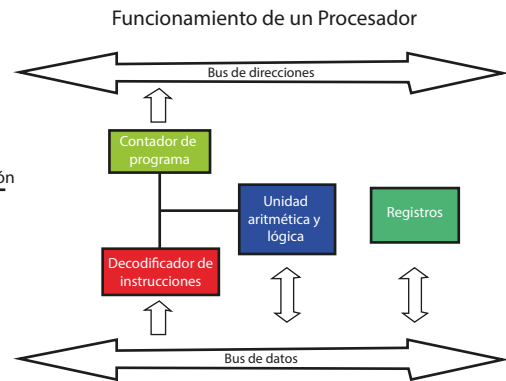 Funcionamiento de un Procesador
Bus de direcciones
Contador de
programa
ón
Unidad
aritmética y
lógica
Registros
Decodificador de
instrucciones
Bus de datos